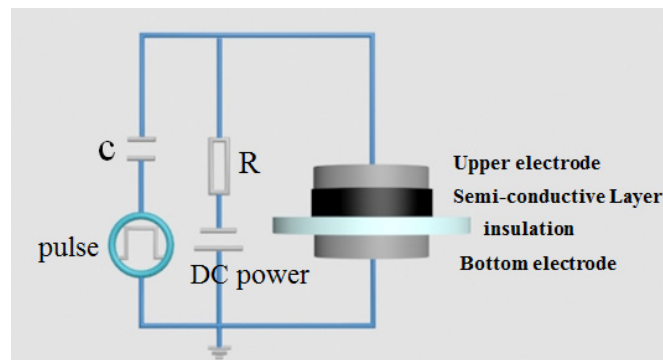 C
R
pulse
DC power
Upper electrode
Semi-conductive Layer
insulation
Bottom electrode